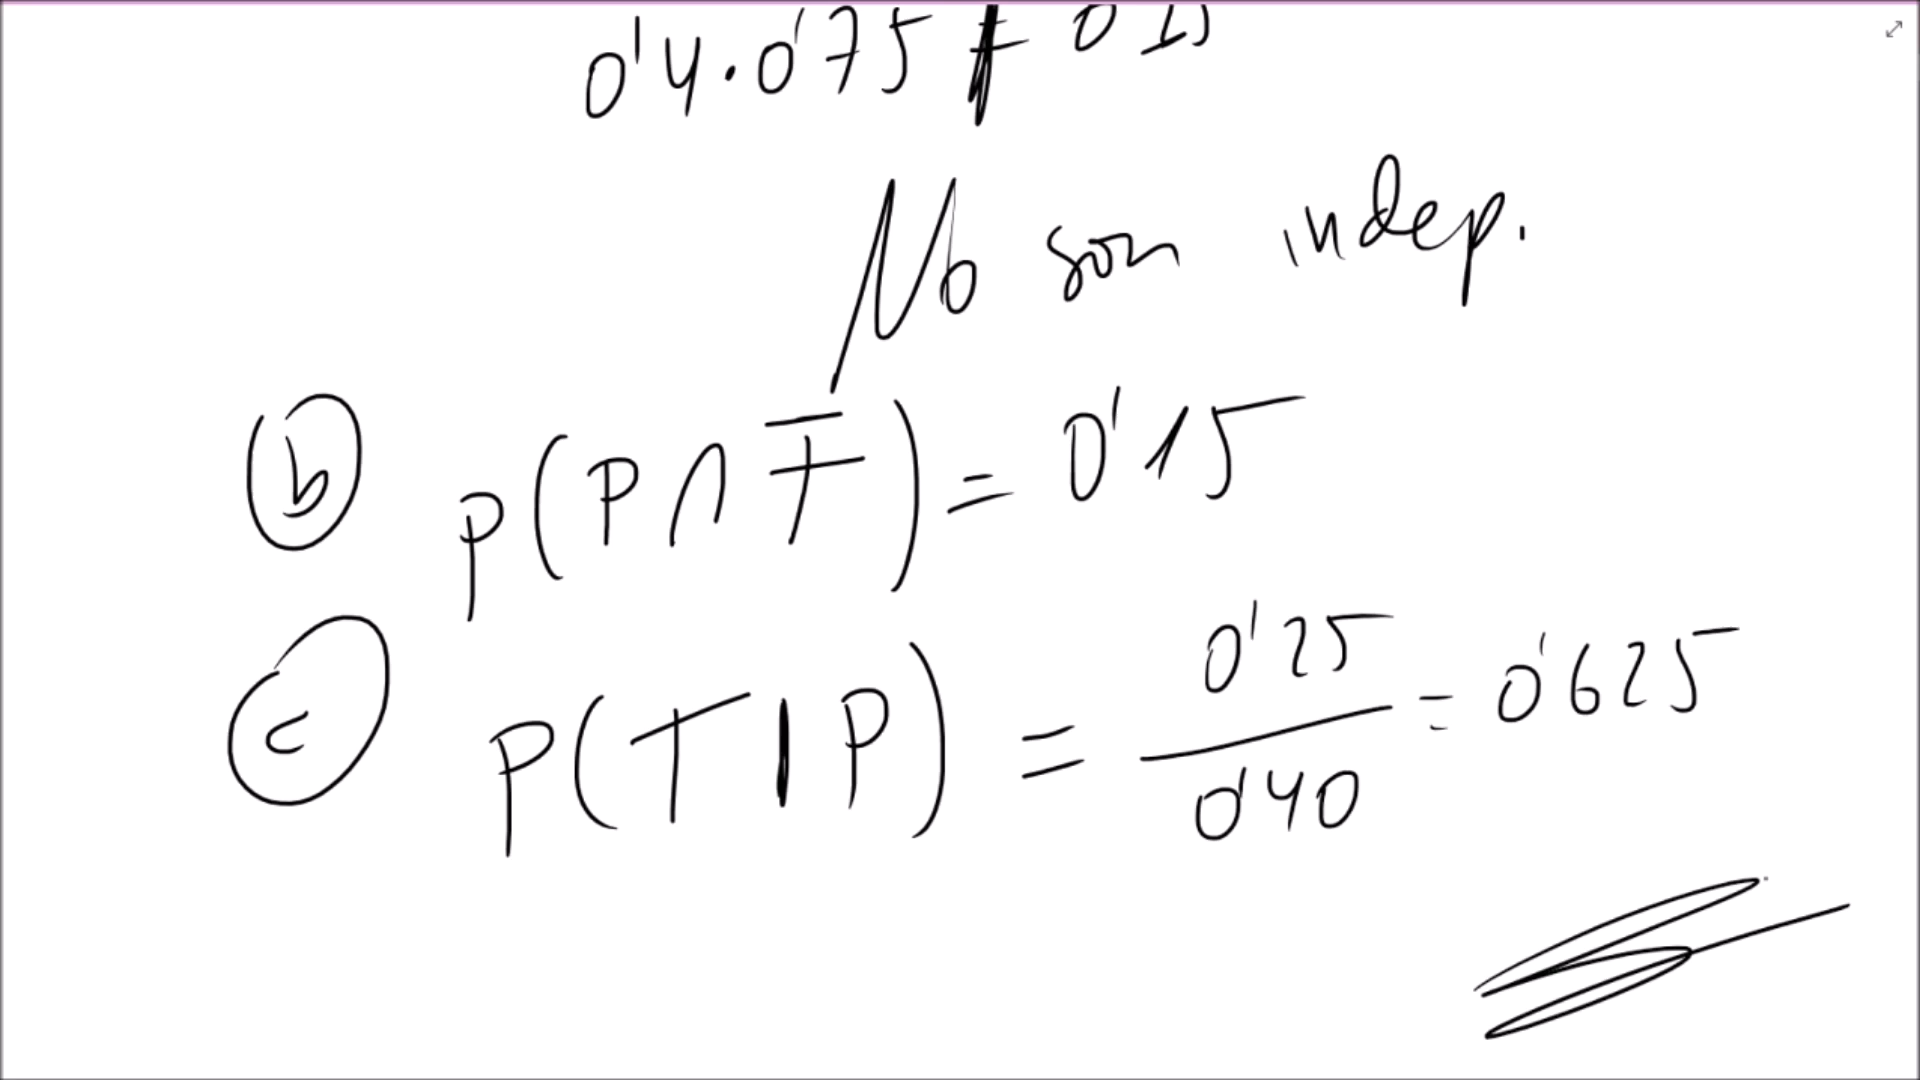 0'4·0'75 ≠ 0'15
No son indep.
b P(P∩T̅) = 0'15
c P(T|P) = 0'25/0'40 = 0'625